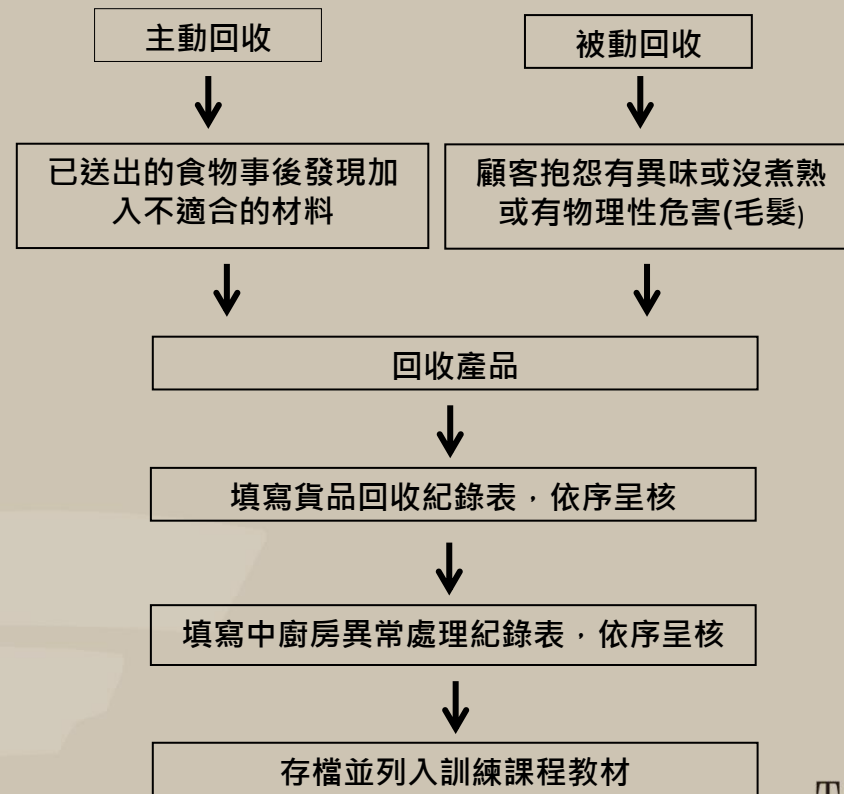 主動回收
被動回收
已送出的食物事後發現加
入不適合的材料
顧客抱怨有異味或沒煮熟
或有物理性危害(毛髮)
回收產品
填寫貨品回收紀錄表，依序呈核
填寫中廚房異常處理紀錄表，依序呈核
存檔並列入訓練課程教材